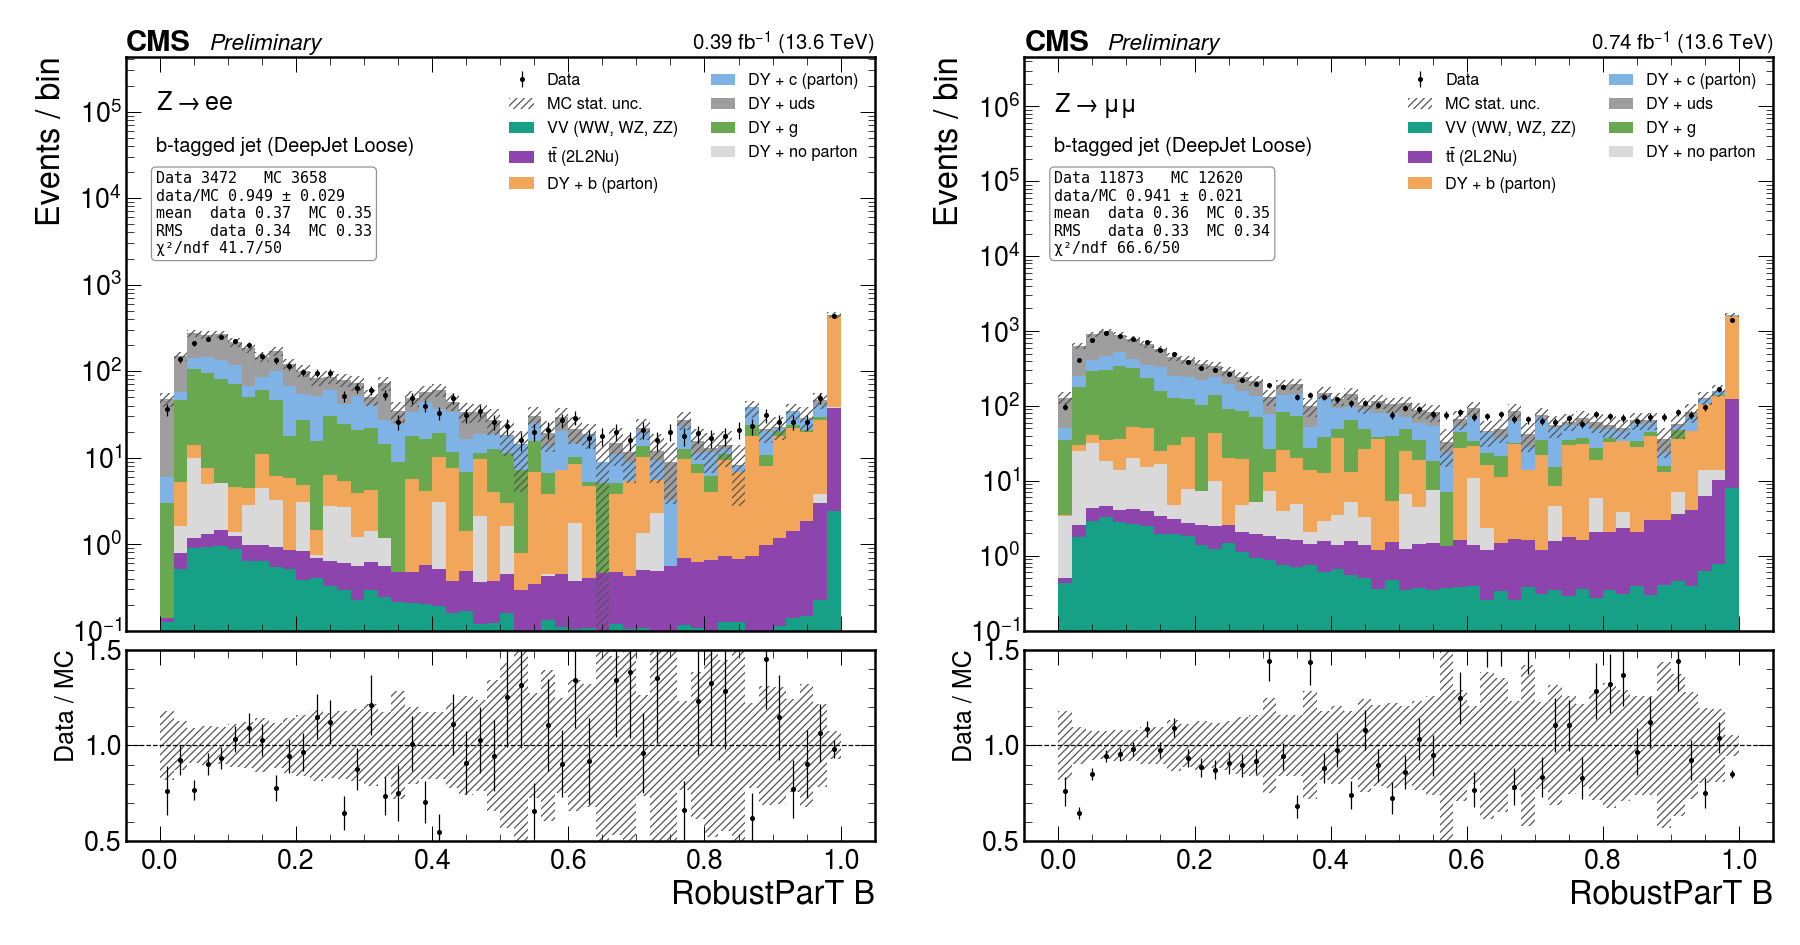 CMS Preliminary 0.39 fb⁻¹ (13.6 TeV)
Events / bin
10⁵
10⁴
10³
10²
10¹
10⁰
10⁻¹
Z → ee
b-tagged jet (DeepJet Loose)
Data 3472 MC 3658
data/MC 0.949 ± 0.029
mean data 0.37 MC 0.35
RMS data 0.34 MC 0.33
χ²/ndf 41.7/50
Data
MC stat. unc.
VV (WW, WZ, ZZ)
tt̄ (2L2Nu)
DY + b (parton)
DY + c (parton)
DY + uds
DY + g
DY + no parton
Data / MC
1.5
1.0
0.5
0.0 0.2 0.4 0.6 0.8 1.0
RobustParT B
CMS Preliminary 0.74 fb⁻¹ (13.6 TeV)
Events / bin
10⁶
10⁵
10⁴
10³
10²
10¹
10⁰
10⁻¹
Z → μμ
b-tagged jet (DeepJet Loose)
Data 11873 MC 12620
data/MC 0.941 ± 0.021
mean data 0.36 MC 0.35
RMS data 0.33 MC 0.34
χ²/ndf 66.6/50
Data
MC stat. unc.
VV (WW, WZ, ZZ)
tt̄ (2L2Nu)
DY + b (parton)
DY + c (parton)
DY + uds
DY + g
DY + no parton
Data / MC
1.5
1.0
0.5
0.0 0.2 0.4 0.6 0.8 1.0
RobustParT B